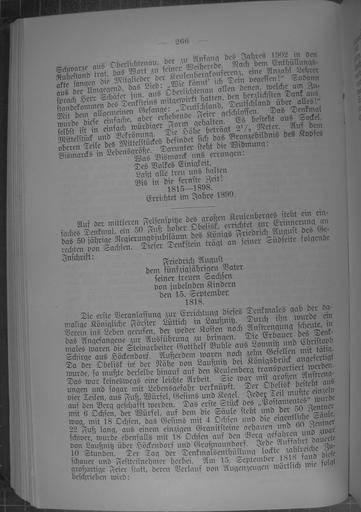 — 266 —
Schwarze aus Oberlichtenau, der zu Anfang des Jahres 1902 in den
Ruhestand trat, das Wort zu seiner Weiherede. Nach dem Enthüllungs-
akte sangen die Mitglieder der Keulenbergkonferenz, eine Anzahl Lehrer
aus der Umgegend, das Lied: „Wie könnt' ich Dein vergessen!" Sodann
sprach Herr Schäfer jun. aus Oberlichtenau allen denen, welche am Zu-
standekommen des Denksteins mitgewirkt hatten, den herzlichsten Dank aus.
Mit dem allgemeinen Gesange: „Deutschland, Deutschland über alles!"
wurde diese einfache, aber erhebende Feier geschlossen. Das Denkmal
selbst ist in einfach würdiger Form gehalten. Es besteht aus Sockel,
Mittelstück und Bekrönung. Die Höhe beträgt 2½ Meter. Auf dem
oberen Teile des Mittelstückes befindet sich das Bronzebildnis des Kopfes
Bismarcks in Lebensgröße. Darunter steht die Widmung:
Was Bismarck uns errungen:
Des Volkes Einigkeit,
Laßt alle treu uns halten
Bis in die fernste Zeit!
1815—1898.
Errichtet im Jahre 1899.
Auf der mittleren Felsenspitze des großen Keulenberges steht ein ein-
faches Denkmal, ein 50 Fuß hoher Obelisk, errichtet zur Erinnerung an
das 50 jährige Regierungsjubiläum des Königs Friedrich August des Ge-
rechten von Sachsen. Dieser Denkstein trägt an seiner Südseite folgende
Inschrift:
Friedrich August
dem fünfzigjährigen Vater
seiner treuen Sachsen
von jubelnden Kindern
den 15. September
1818.
Die erste Veranlassung zur Errichtung dieses Denkmales gab der da-
malige Königliche Förster Lüttich in Laußnitz. Durch ihn wurde ein
Verein ins Leben gerufen, der weder Kosten noch Anstrengung scheute, in
das Angefangene zur Ausführung zu bringen. Die Erbauer des Denk-
males waren die Steinarbeiter Gotthelf Buhle aus Lomnitz und Christoph
Schirge aus Höckendorf. Außerdem waren noch zehn Gesellen mit tätig.
Da der Obelisk in der Nähe von Laußnitz bei Königsbrück angefertigt
wurde, so mußte derselbe hinauf auf den Keulenberg transportiert werden.
Das war keineswegs eine leichte Arbeit. Sie war mit großen Anstreng-
ungen und sogar mit Lebensgefahr verknüpft. Der Obelisk besteht aus
vier Teilen, aus Fuß, Würfel, Gesims und Kegel. Jeder Teil mußte einzeln
auf den Berg geschafft werden. Das erste Stück des „Postamentes" wurde
mit 6 Ochsen, der Würfel, auf dem die Säule steht und der 50 Zentner
wog, mit 18 Ochsen, das Gesims mit 4 Ochsen und die eigentliche Säule,
22 Fuß lang, aus einem einzigen Granitsteine gehauen und 60 Zentner
schwer, wurde ebenfalls mit 18 Ochsen auf den Berg gefahren und zwar
von Laußnitz über Höckendorf und Großnaundorf. Jede Auffahrt dauerte
10 Stunden. Der Tag der Denkmalsenthüllung lockte zahlreiche Zu-
schauer und Festteilnehmer herbei. Am 15. September 1818 fand diese
großartige Feier statt, deren Verlauf von Augenzeugen wörtlich wie folgt
beschrieben wird: